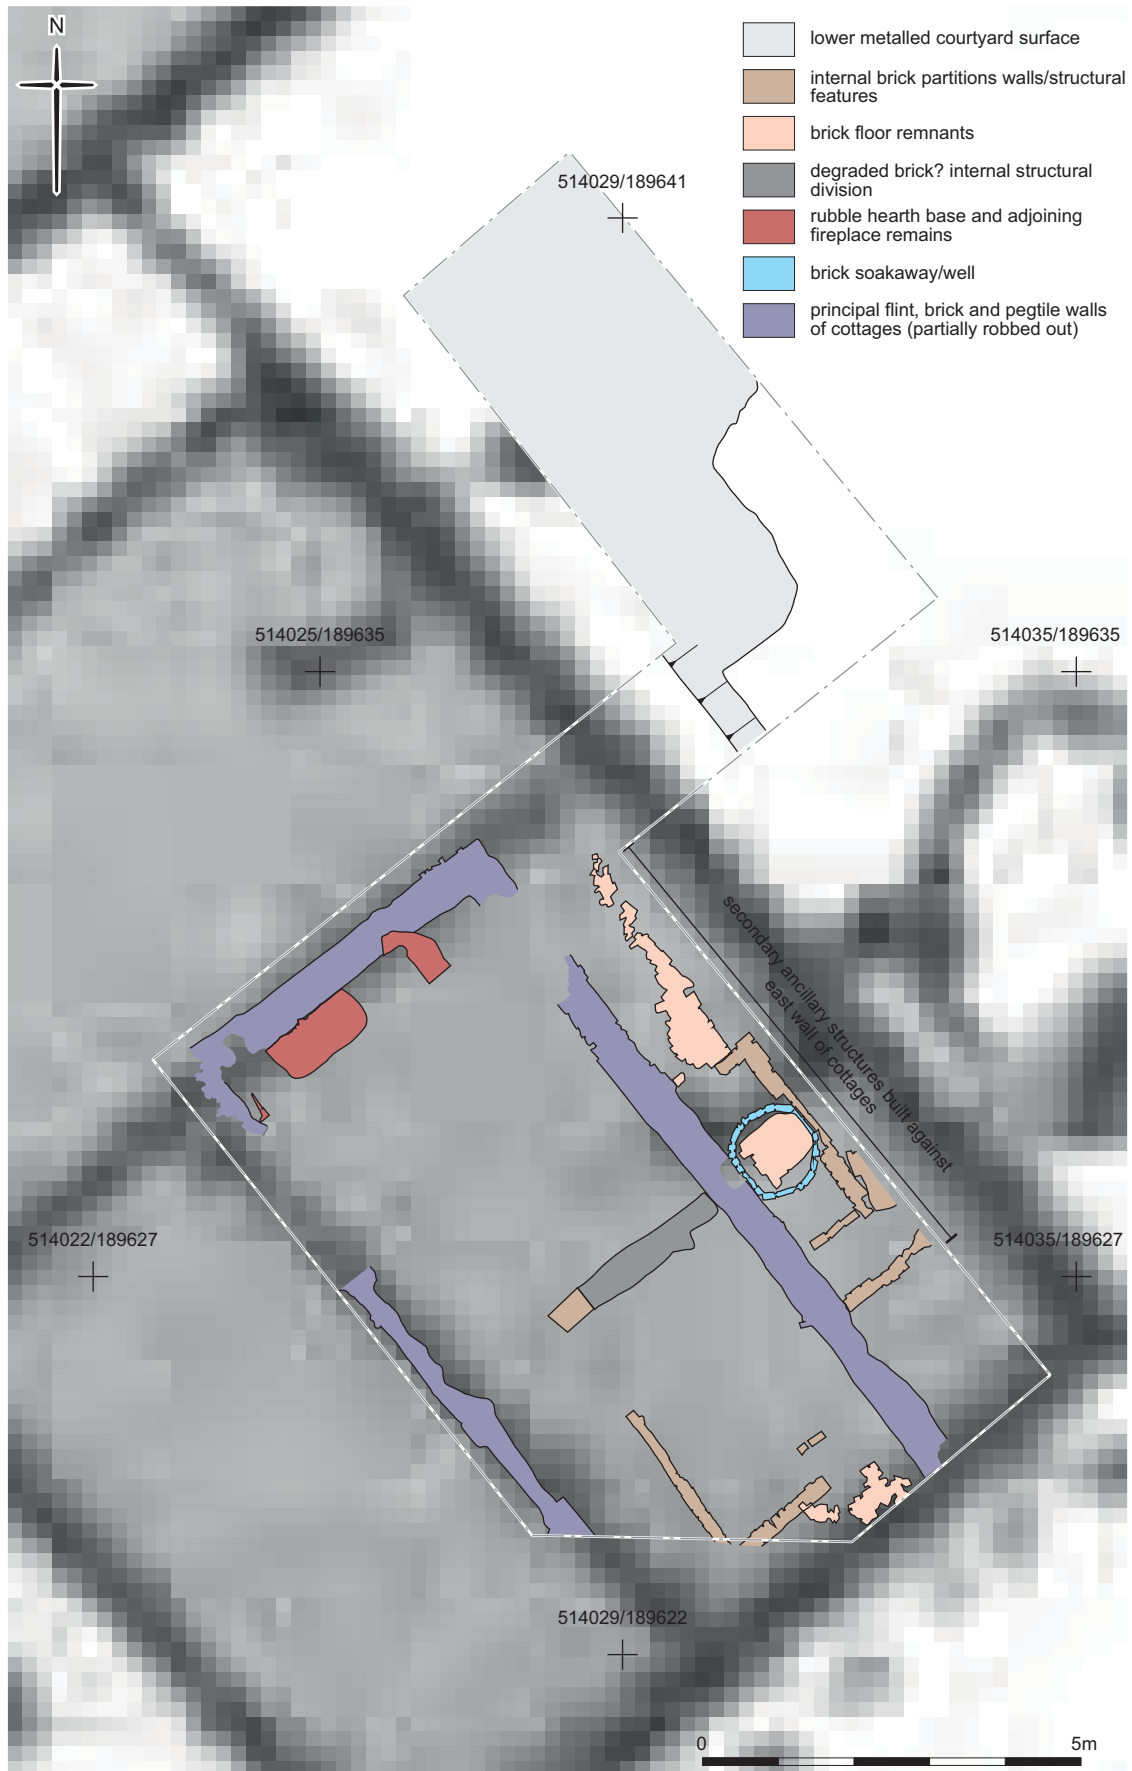 N
lower metalled courtyard surface
internal brick partitions walls/structural
features
brick floor remnants
degraded brick? internal structural
division
rubble hearth base and adjoining
fireplace remains
brick soakaway/well
principal flint, brick and pegtile walls
of cottages (partially robbed out)
514029/189641
514025/189635
514035/189635
secondary ancillary structures built against
east wall of cottages
514022/189627
514035/189627
514029/189622
0
5m